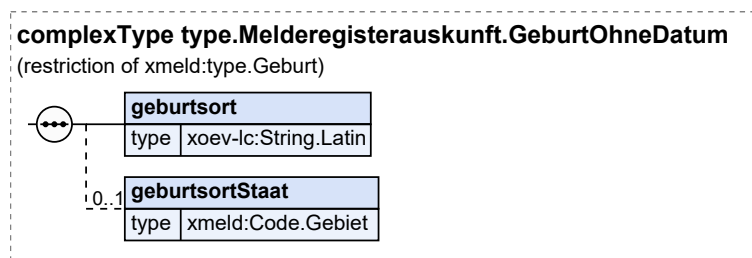 complexType type.Melderegisterauskunft.GeburtOhneDatum
(restriction of xmeld:type.Geburt)
geburtsort
type xoev-lc:String.Latin
0..1 geburtsortStaat
type xmeld:Code.Gebiet